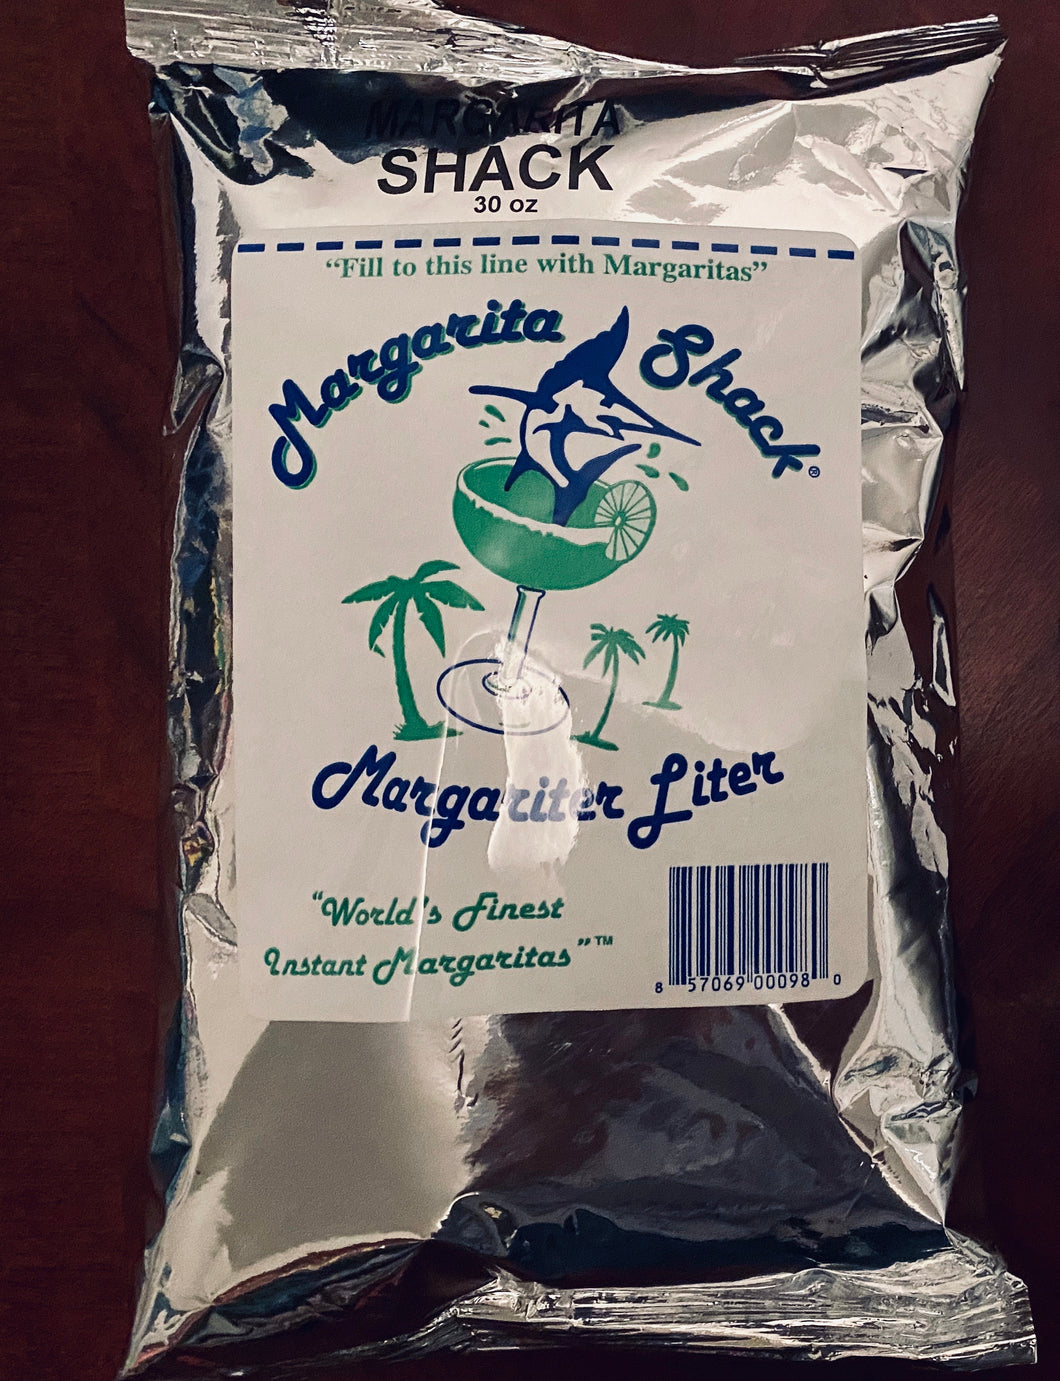 MARGARITA
SHACK
30 oz
“Fill to this line with Margaritas”
Margarita Shack®
Margariter Liter
“World's Finest
Instant Margaritas”™
8 57069 00098 0